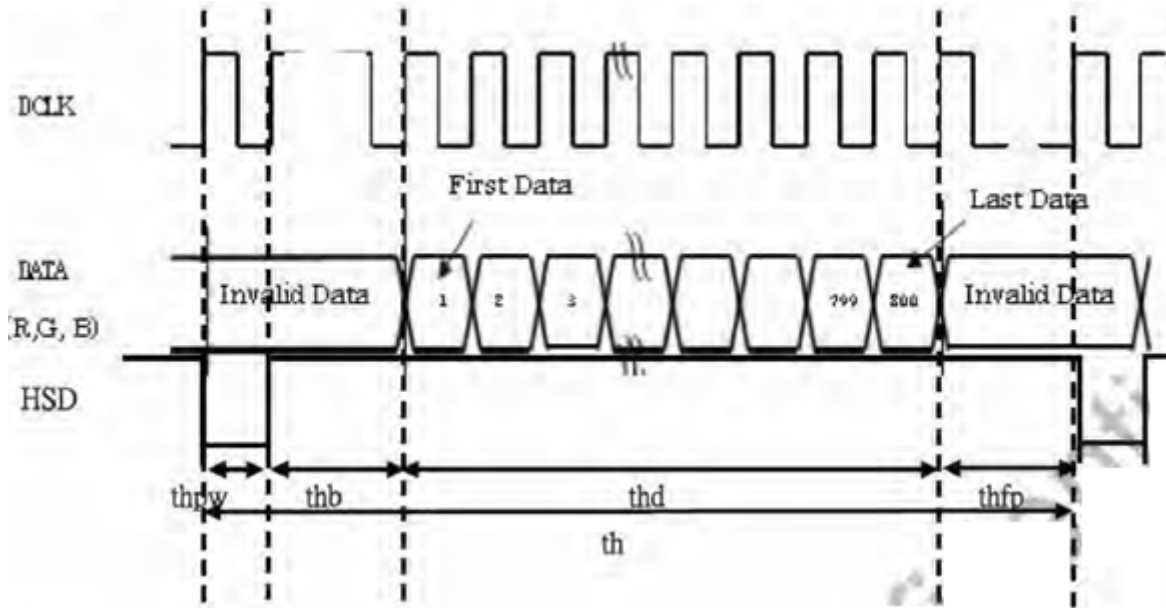 DCLK
First Data
Last Data
DATA
R,G, B)
Invalid Data
1
2
3
799
800
Invalid Data
HSD
thpw
thb
thd
thfp
th